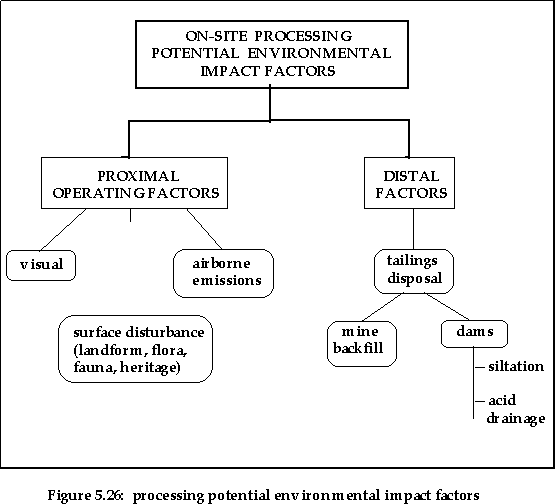 ON-SITE PROCESSING
POTENTIAL ENVIRONMENTAL
IMPACT FACTORS
PROXIMAL
OPERATING FACTORS
DISTAL
FACTORS
visual
airborne
emissions
tailings
disposal
surface disturbance
(landform, flora,
fauna, heritage)
mine
backfill
dams
siltation
acid
drainage
Figure 5.26: processing potential environmental impact factors